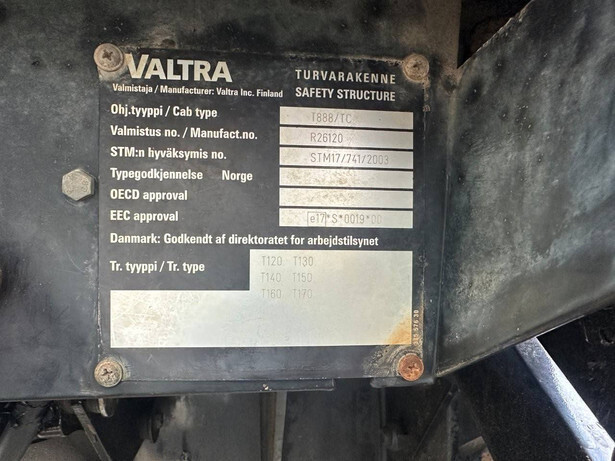 VALTRA
Valmistaja / Manufacturer: Valtra Inc. Finland
TURVARAKENNE
SAFETY STRUCTURE
Ohj.tyyppi / Cab type T888/TC
Valmistus no. / Manufact.no. R26120
STM:n hyväksymis no. STM17/741/2003
Typegodkjennelse Norge
OECD approval
EEC approval e17*S*0019*00
Danmark: Godkendt af direktoratet for arbejdstilsynet
Tr. tyyppi / Tr. type T120 T130
T140 T150
T160 T170